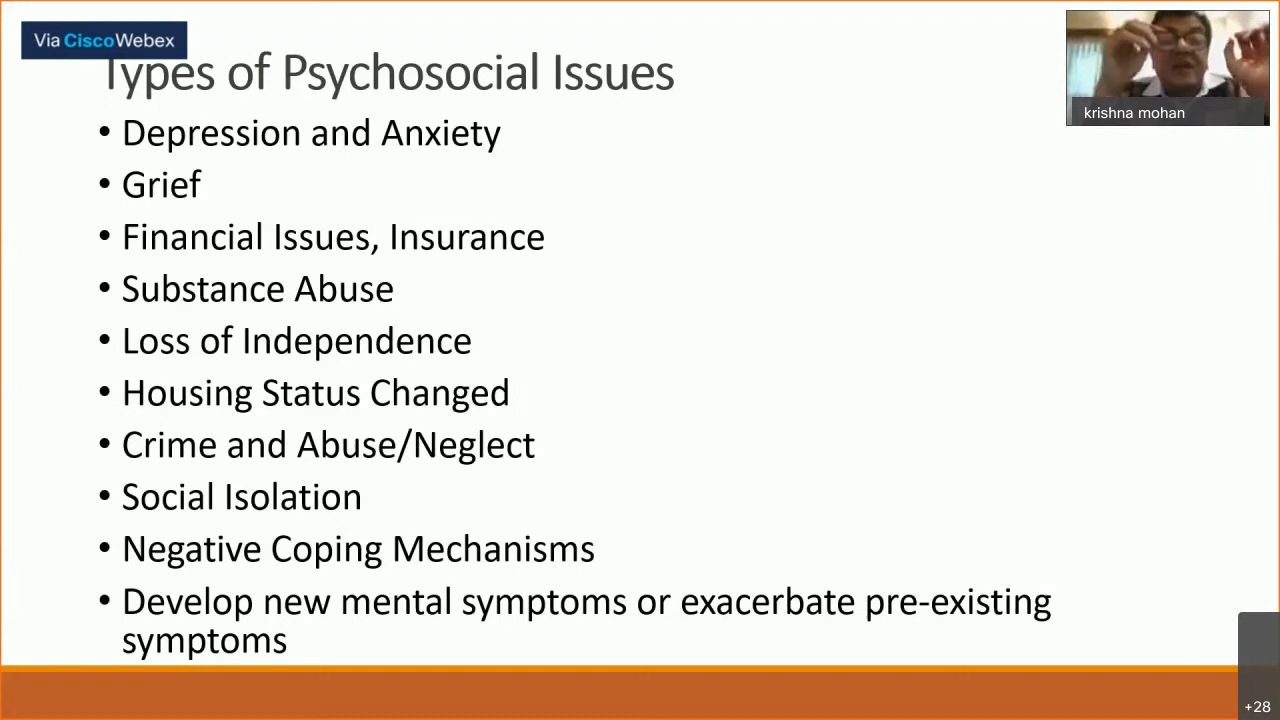 Via Cisco Webex
Types of Psychosocial Issues
krishna mohan
• Depression and Anxiety
• Grief
• Financial Issues, Insurance
• Substance Abuse
• Loss of Independence
• Housing Status Changed
• Crime and Abuse/Neglect
• Social Isolation
• Negative Coping Mechanisms
• Develop new mental symptoms or exacerbate pre-existing
symptoms
+28